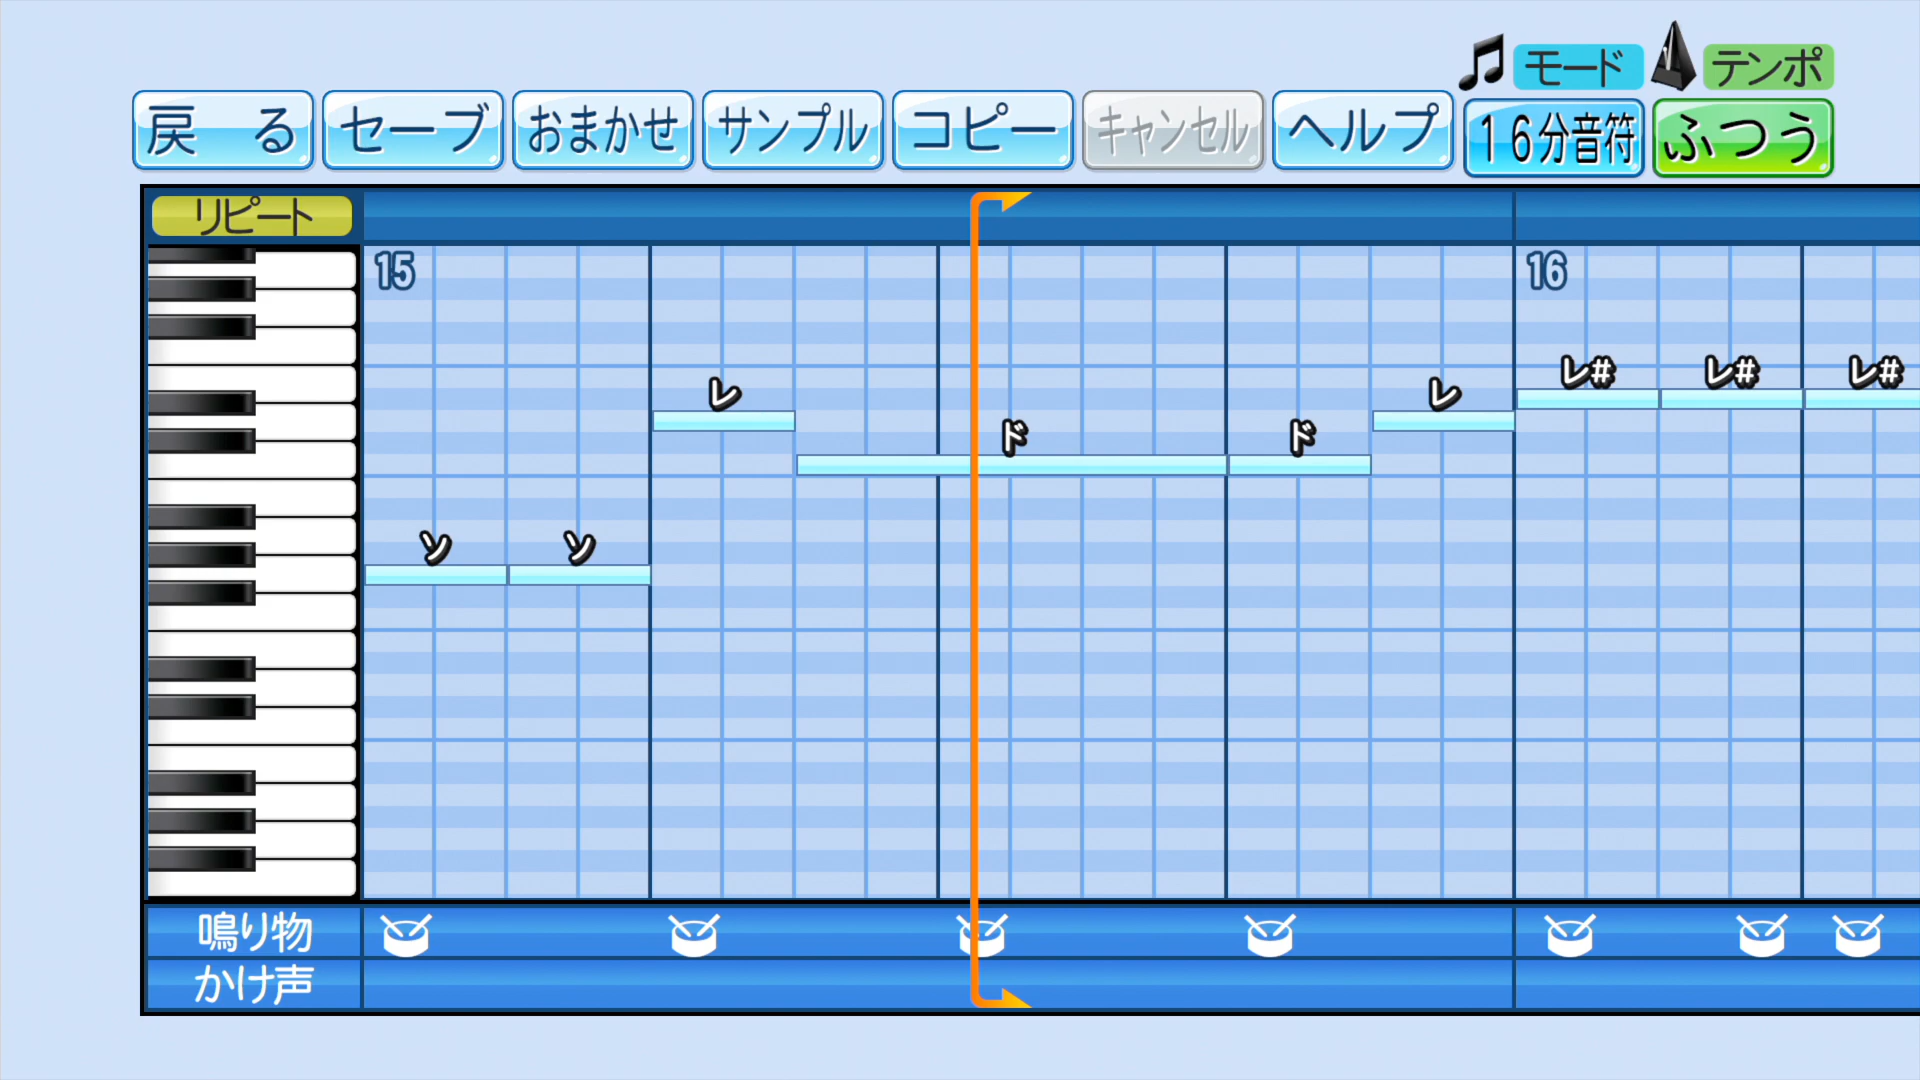 モード テンポ
戻る セーブ おまかせ サンプル コピー キャンセル ヘルプ 16分音符 ふつう
リピート
15 16
レ# レ# レ#
レ レ
ド ド
ソ ソ
鳴り物
かけ声